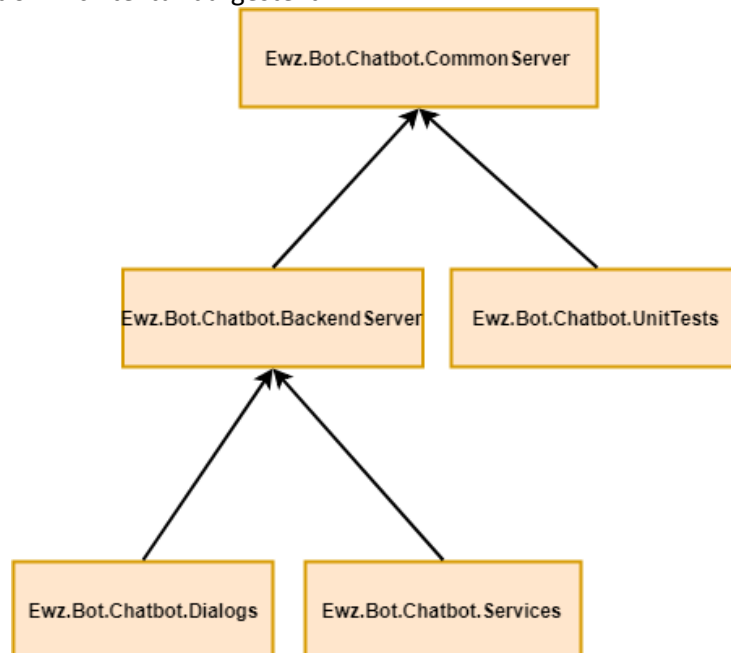 Ewz.Bot.Chatbot.CommonServer
Ewz.Bot.Chatbot.BackendServer
Ewz.Bot.Chatbot.UnitTests
Ewz.Bot.Chatbot.Dialogs
Ewz.Bot.Chatbot.Services